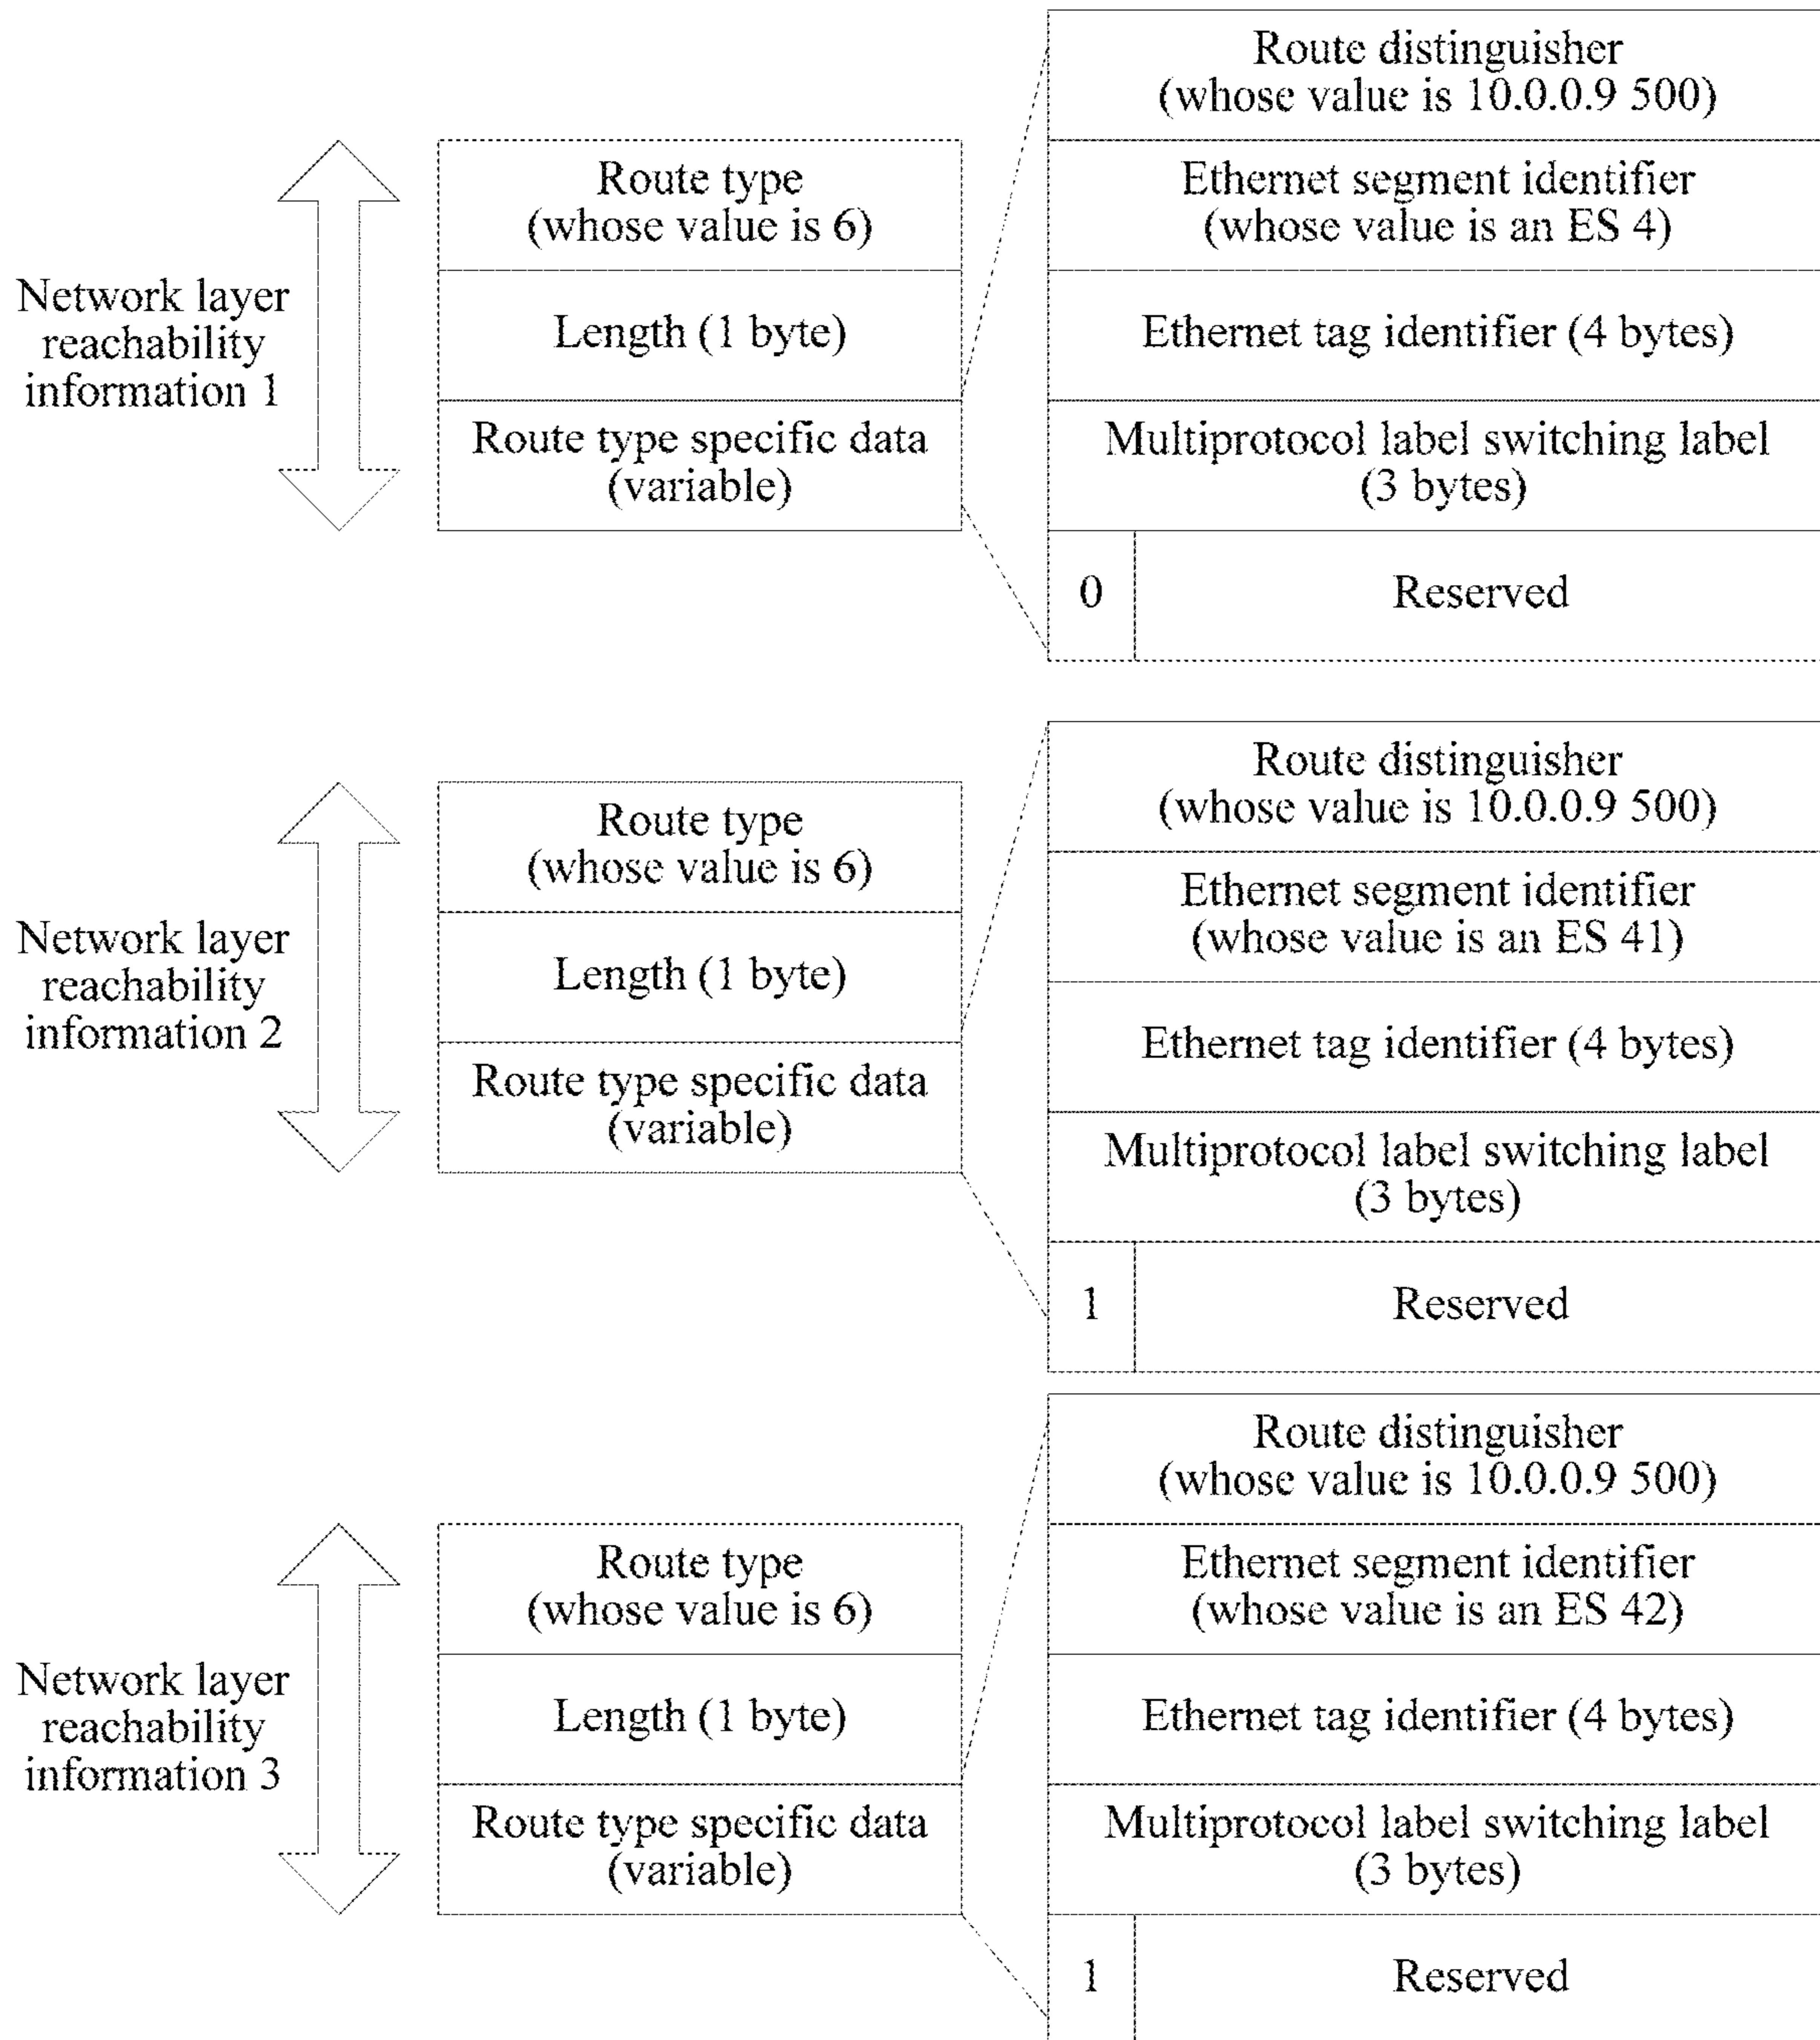 Network layer
reachability
information 1
Route type
(whose value is 6)
Length (1 byte)
Route type specific data
(variable)
Route distinguisher
(whose value is 10.0.0.9 500)
Ethernet segment identifier
(whose value is an ES 4)
Ethernet tag identifier (4 bytes)
Multiprotocol label switching label
(3 bytes)
0 Reserved
Network layer
reachability
information 2
Route type
(whose value is 6)
Length (1 byte)
Route type specific data
(variable)
Route distinguisher
(whose value is 10.0.0.9 500)
Ethernet segment identifier
(whose value is an ES 41)
Ethernet tag identifier (4 bytes)
Multiprotocol label switching label
(3 bytes)
1 Reserved
Network layer
reachability
information 3
Route type
(whose value is 6)
Length (1 byte)
Route type specific data
(variable)
Route distinguisher
(whose value is 10.0.0.9 500)
Ethernet segment identifier
(whose value is an ES 42)
Ethernet tag identifier (4 bytes)
Multiprotocol label switching label
(3 bytes)
1 Reserved